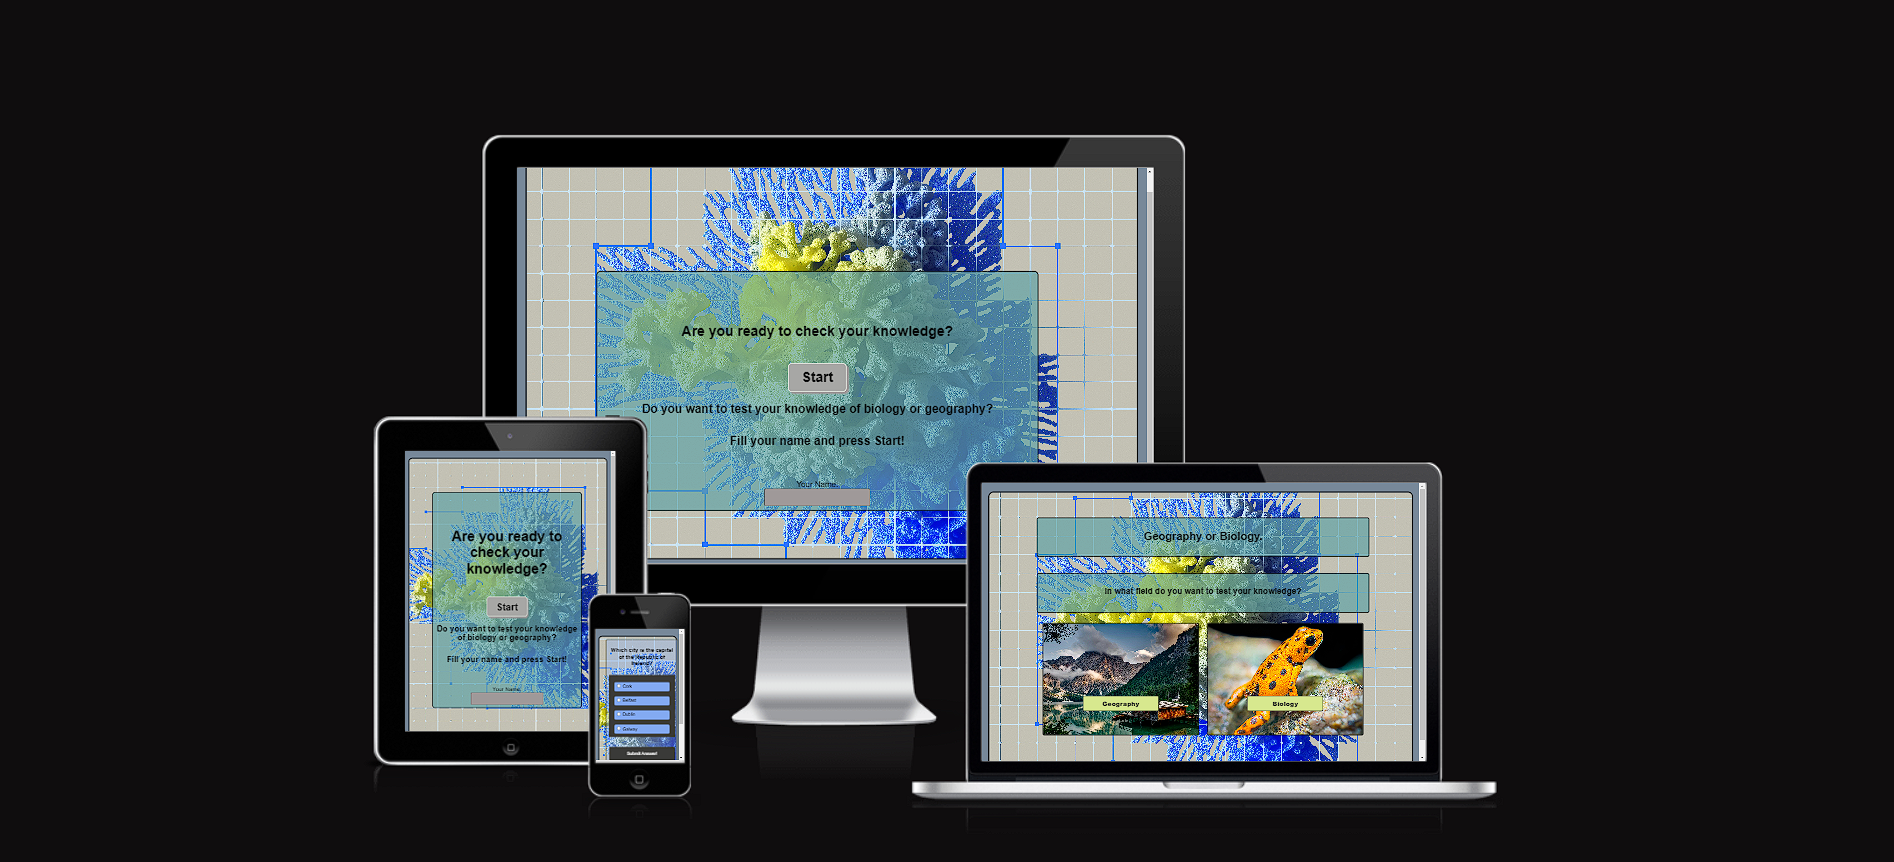 Are you ready to check your knowledge?
Start
Do you want to test your knowledge of biology or geography?
Fill your name and press Start!
Your Name.
Are you ready to
check your
knowledge?
Start
Do you want to test your knowledge
of biology or geography?
Fill your name and press Start!
Your Name.
Which city is the capital
of the Republic of
Ireland?
Cork
Belfast
Dublin
Galway
Submit Answer!
Geography or Biology.
In what field do you want to test your knowledge?
Geography
Biology